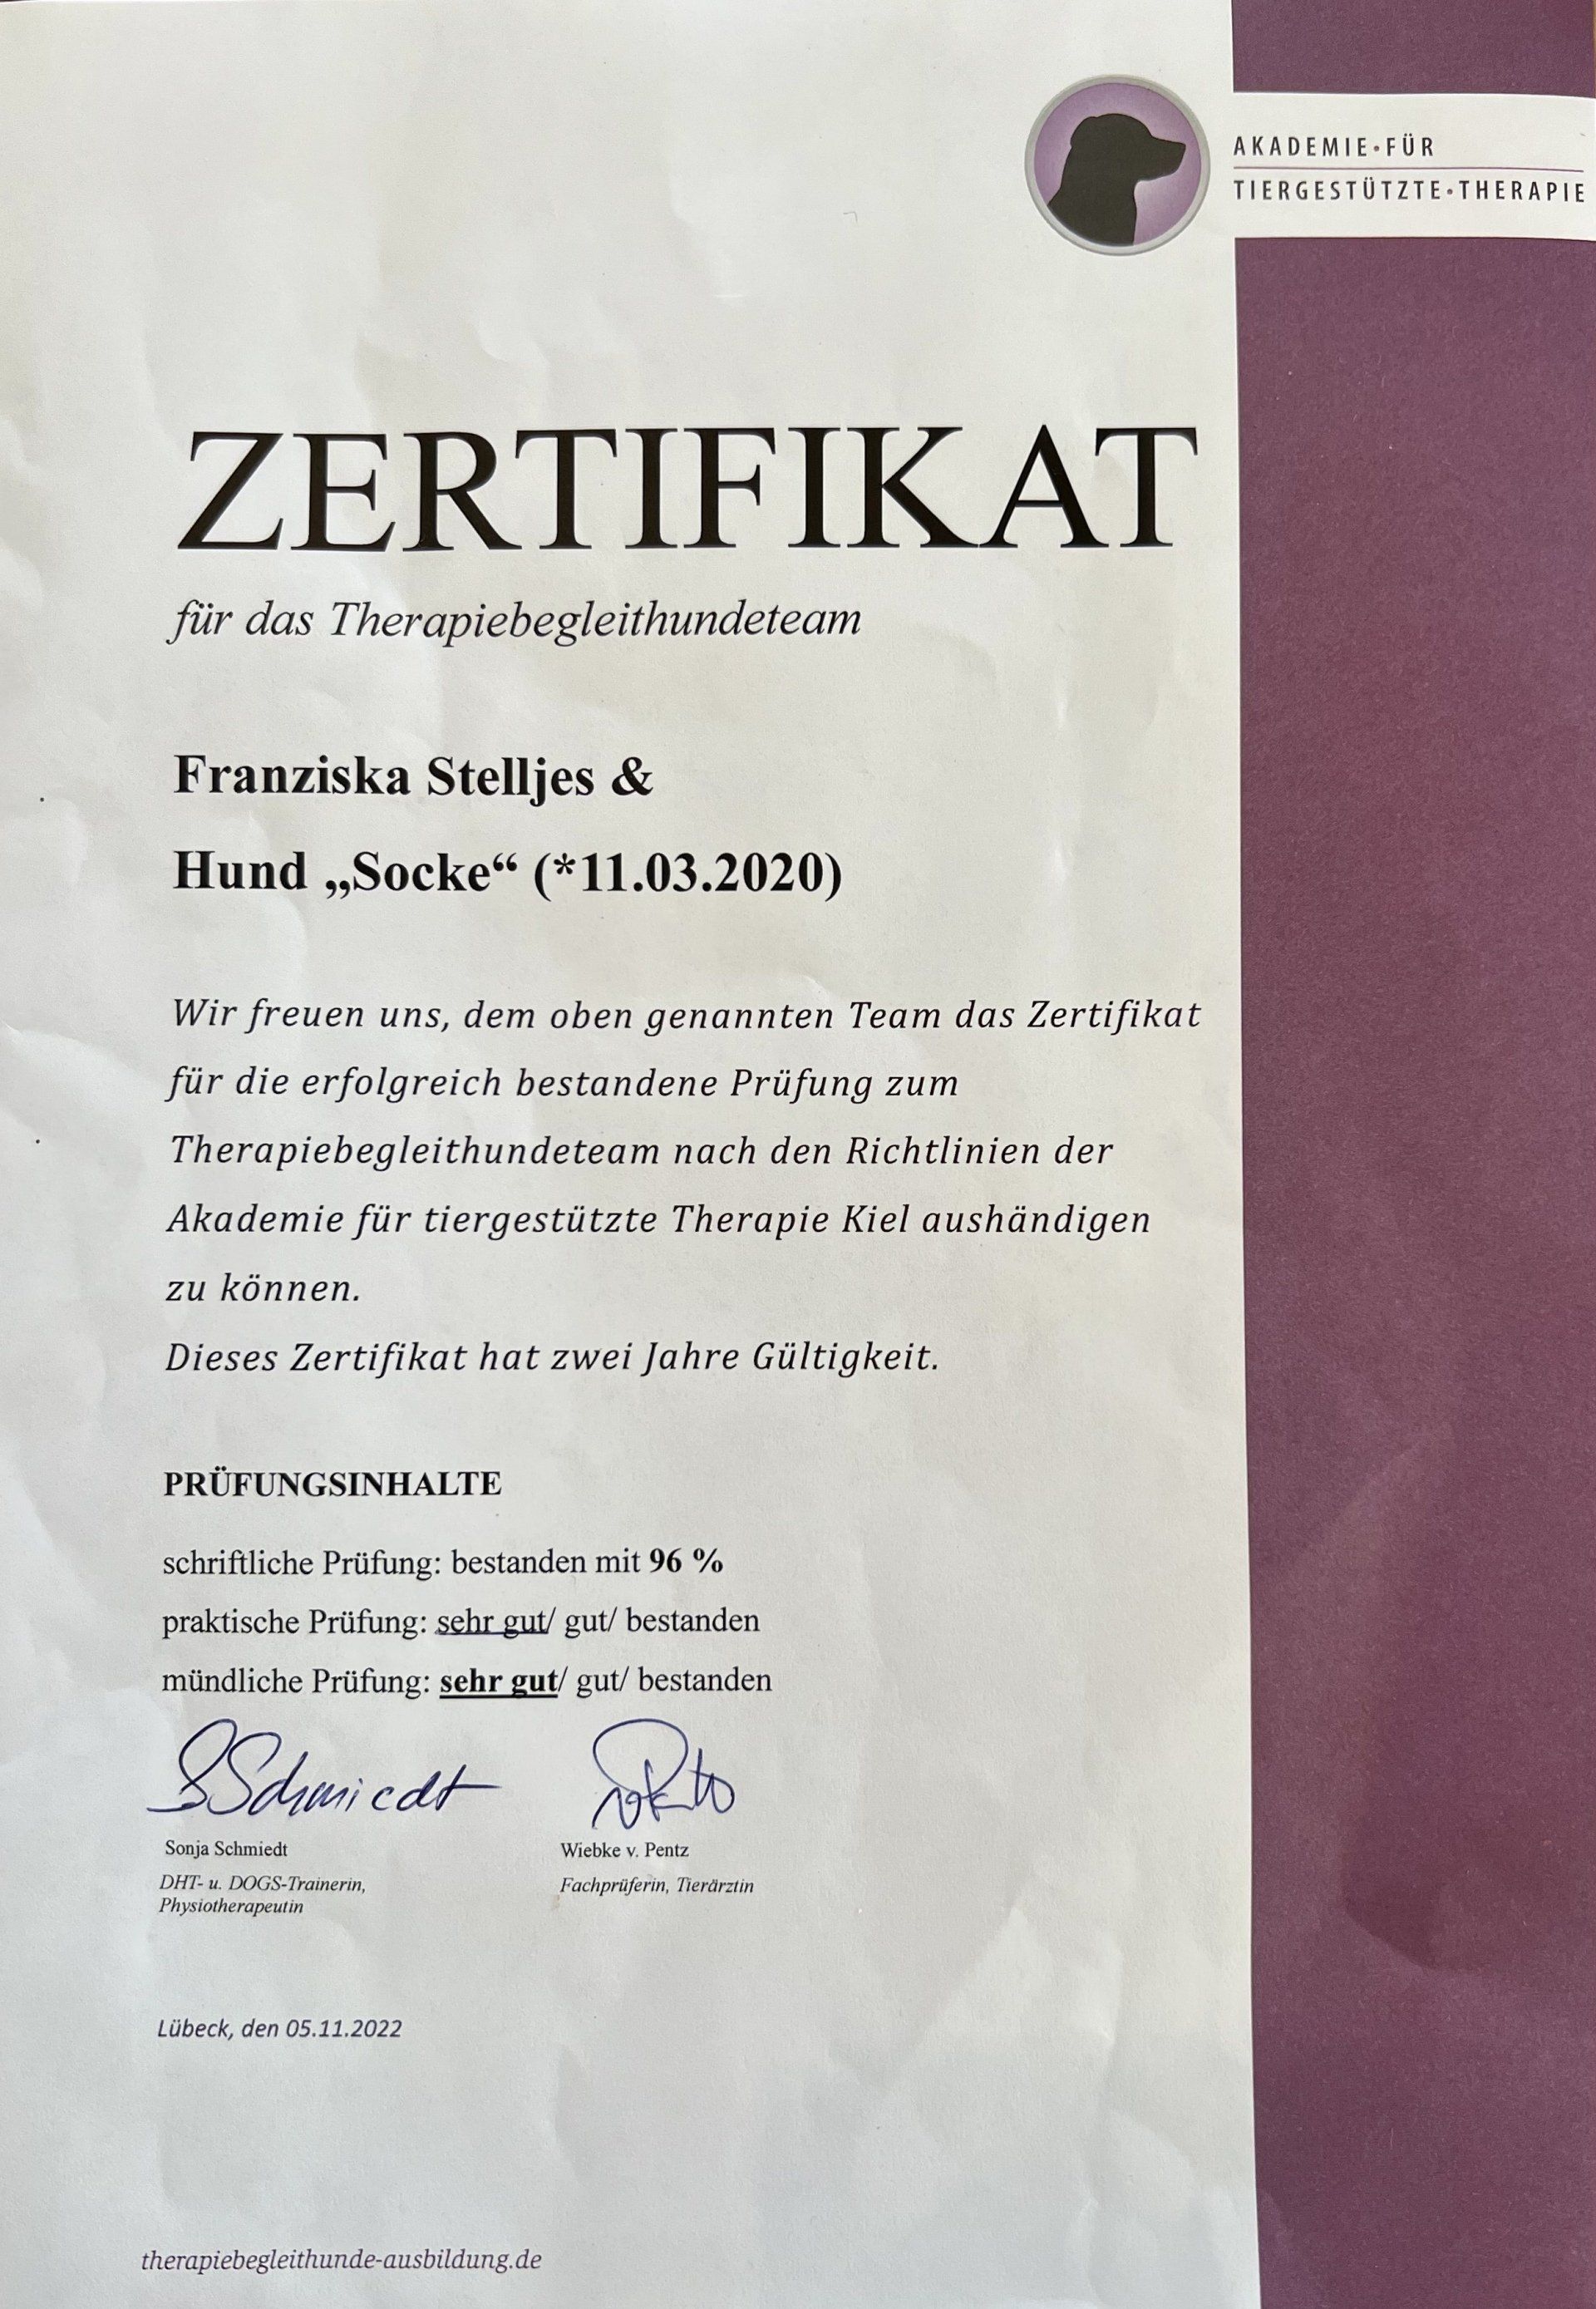 AKADEMIE•FÜR
TIERGESTÜTZTE•THERAPIE
ZERTIFIKAT
für das Therapiebegleithundeteam
Franziska Stelljes &
Hund „Socke“ (*11.03.2020)
Wir freuen uns, dem oben genannten Team das Zertifikat
für die erfolgreich bestandene Prüfung zum
Therapiebegleithundeteam nach den Richtlinien der
Akademie für tiergestützte Therapie Kiel aushändigen
zu können.
Dieses Zertifikat hat zwei Jahre Gültigkeit.
PRÜFUNGSINHALTE
schriftliche Prüfung: bestanden mit 96 %
praktische Prüfung: sehr gut/ gut/ bestanden
mündliche Prüfung: sehr gut/ gut/ bestanden
SSchmiedt
Sonja Schmiedt
DHT- u. DOGS-Trainerin,
Physiotherapeutin
Wiebke v. Pentz
Fachprüferin, Tierärztin
Lübeck, den 05.11.2022
therapiebegleithunde-ausbildung.de